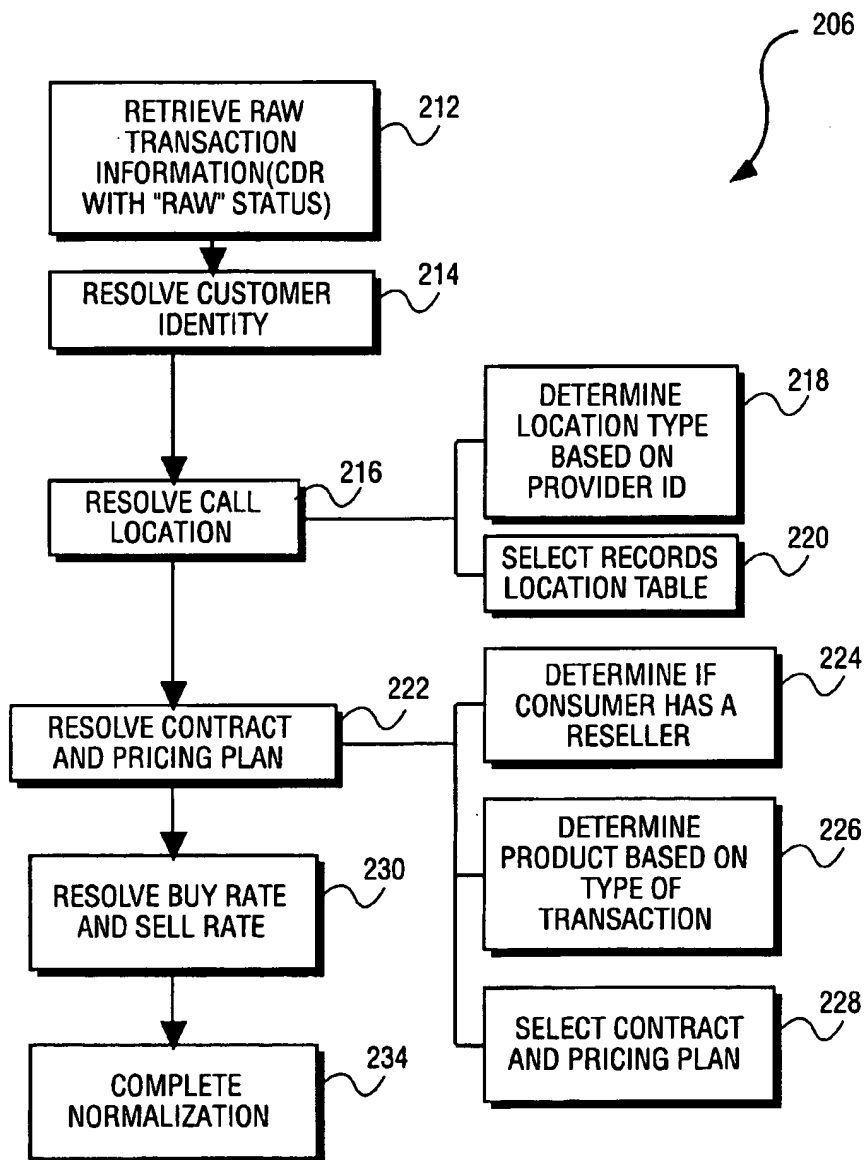 206
RETRIEVE RAW
TRANSACTION
INFORMATION(CDR
WITH "RAW" STATUS)
212
RESOLVE CUSTOMER
IDENTITY
214
RESOLVE CALL
LOCATION
216
DETERMINE
LOCATION TYPE
BASED ON
PROVIDER ID
218
SELECT RECORDS
LOCATION TABLE
220
RESOLVE CONTRACT
AND PRICING PLAN
222
DETERMINE IF
CONSUMER HAS A
RESELLER
224
DETERMINE
PRODUCT BASED ON
TYPE OF
TRANSACTION
226
SELECT CONTRACT
AND PRICING PLAN
228
RESOLVE BUY RATE
AND SELL RATE
230
COMPLETE
NORMALIZATION
234